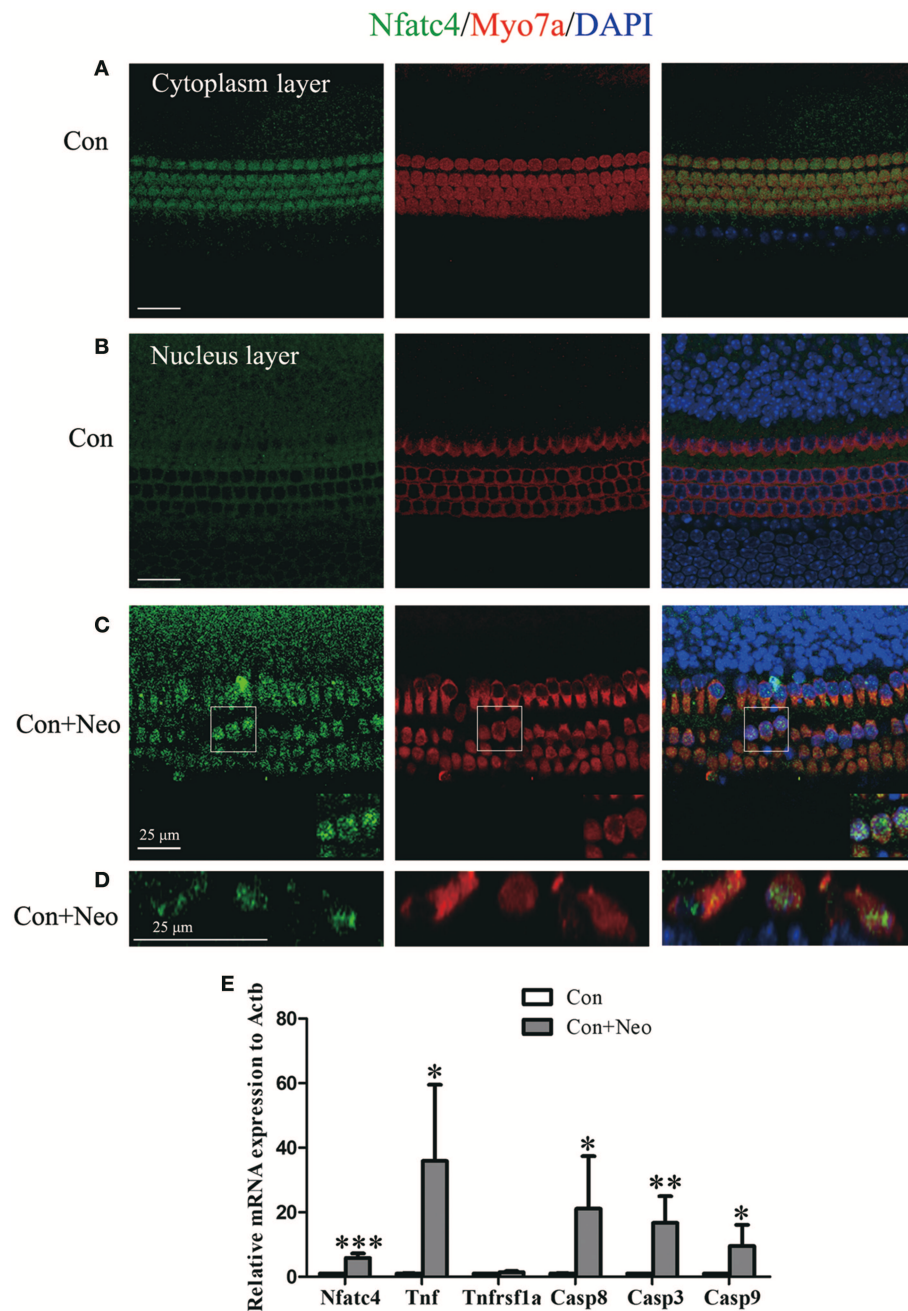 Nfatc4/Myo7a/DAPI
A
Cytoplasm layer
Con
B
Nucleus layer
Con
C
Con+Neo
25 μm
D
Con+Neo
25 μm
E
Con
Con+Neo
Relative mRNA expression to Actb
80
60
40
20
0
*** * * ** *
Nfatc4 Tnf Tnfrsf1a Casp8 Casp3 Casp9